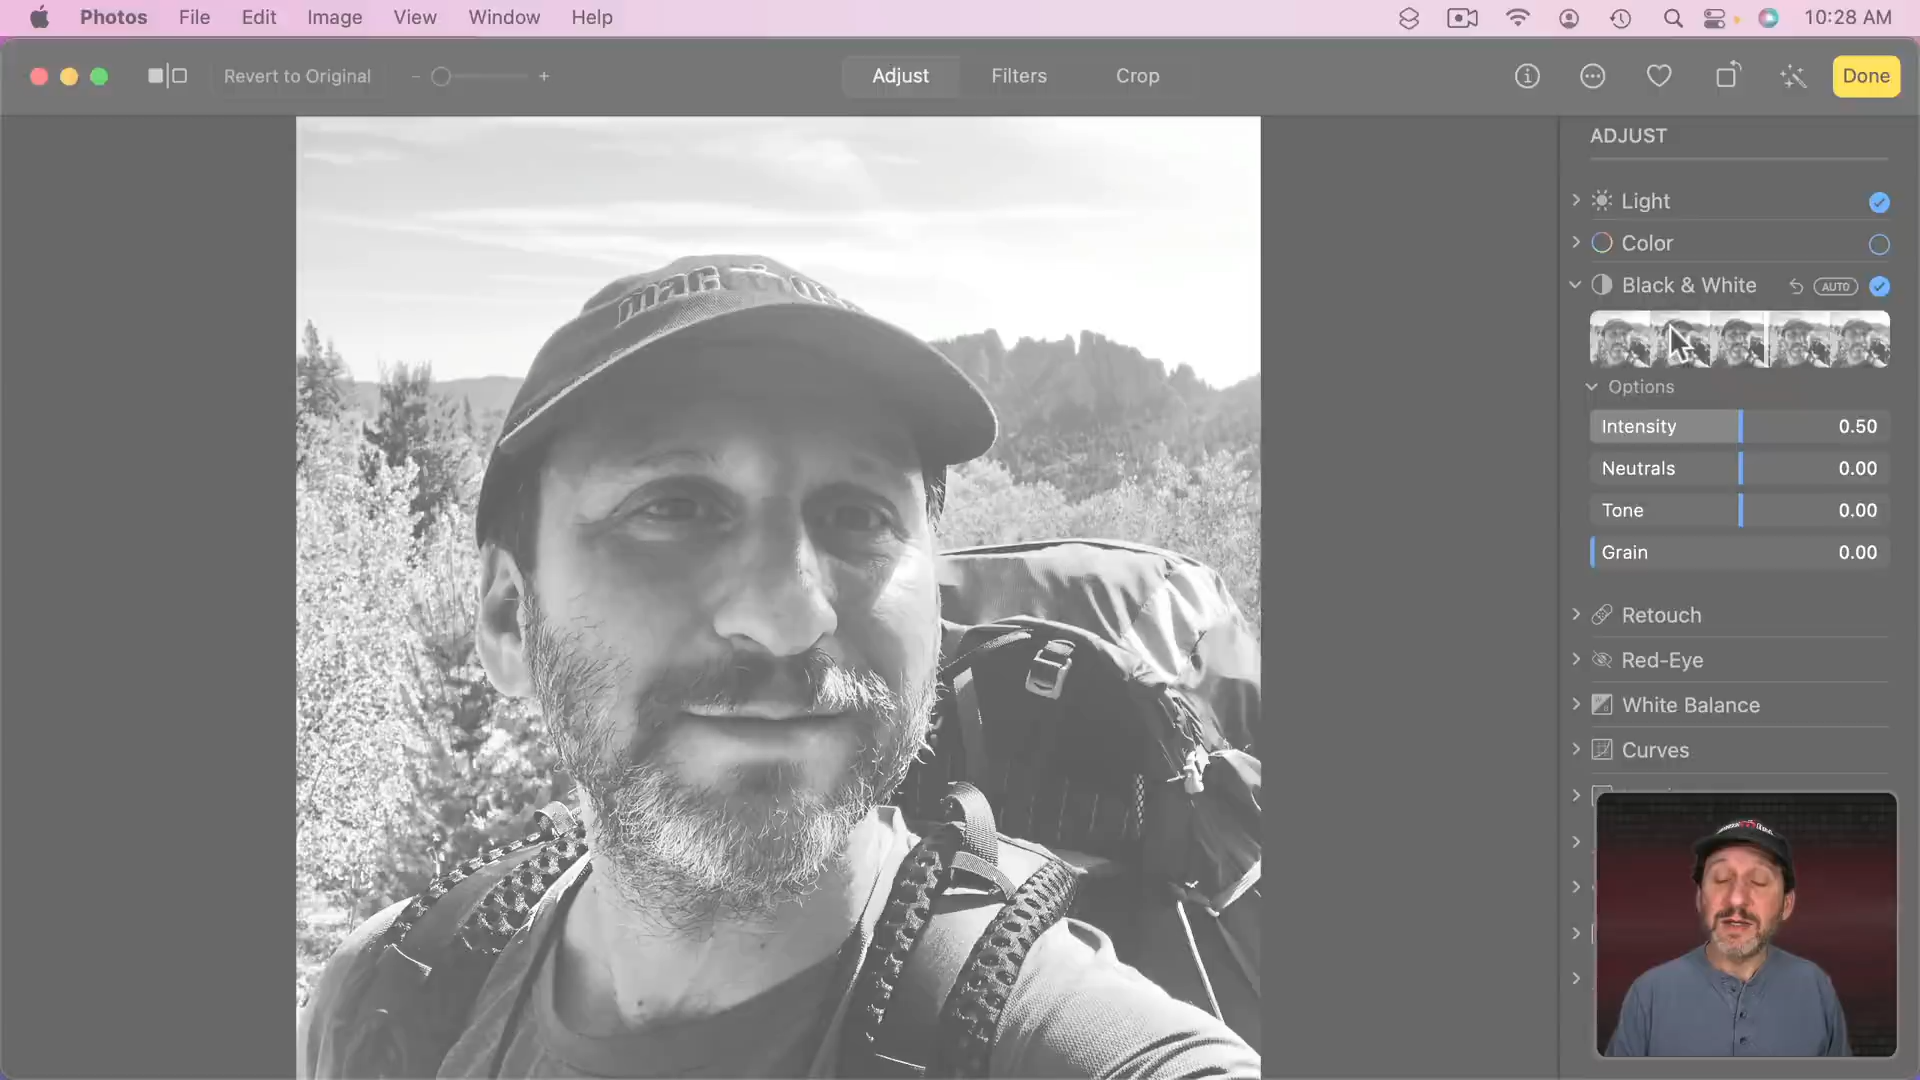 Photos File Edit Image View Window Help 10:28 AM
Revert to Original - + Adjust Filters Crop Done
ADJUST
Light
Color
Black & White AUTO
Options
Intensity 0.50
Neutrals 0.00
Tone 0.00
Grain 0.00
Retouch
Red-Eye
White Balance
Curves